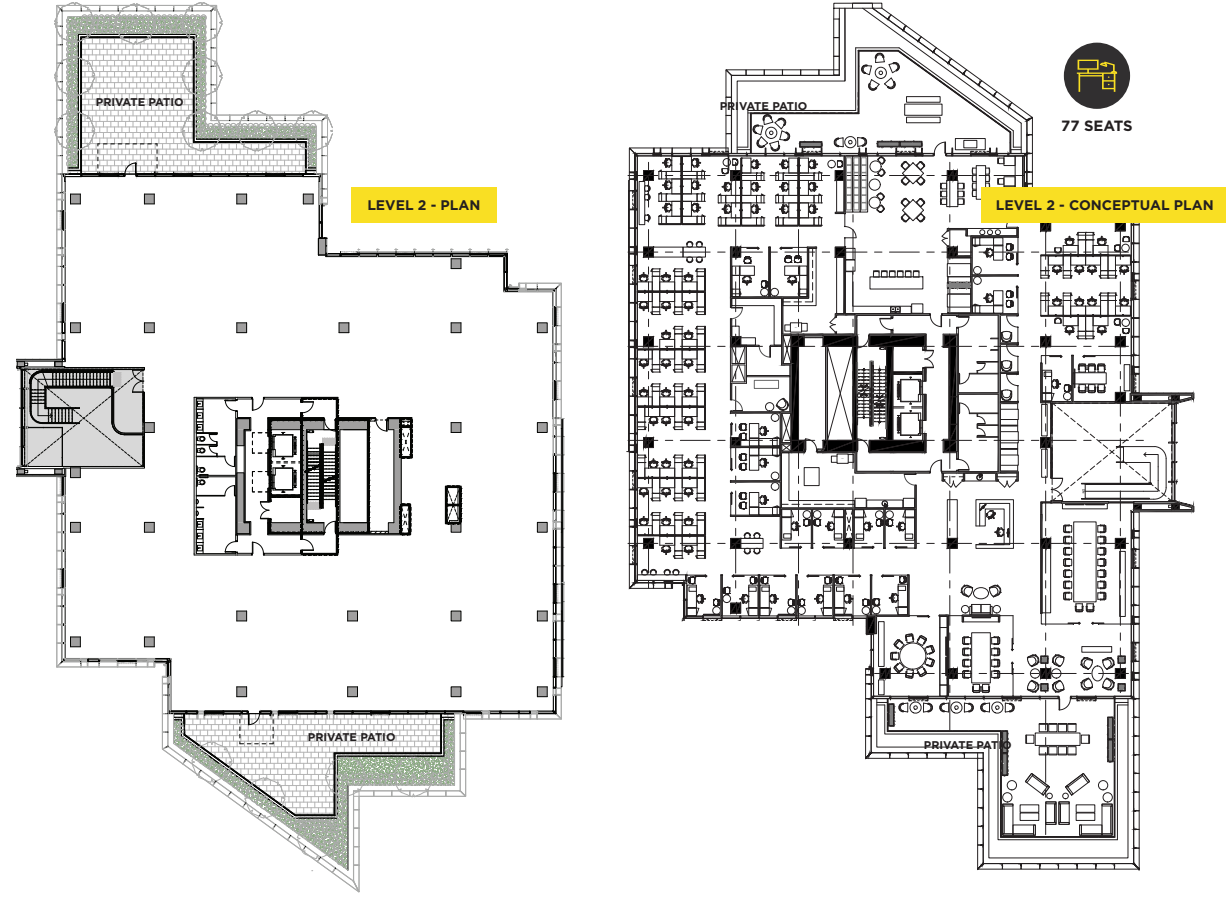 PRIVATE PATIO
LEVEL 2 - PLAN
PRIVATE PATIO
PRIVATE PATIO
77 SEATS
LEVEL 2 - CONCEPTUAL PLAN
PRIVATE PATIO